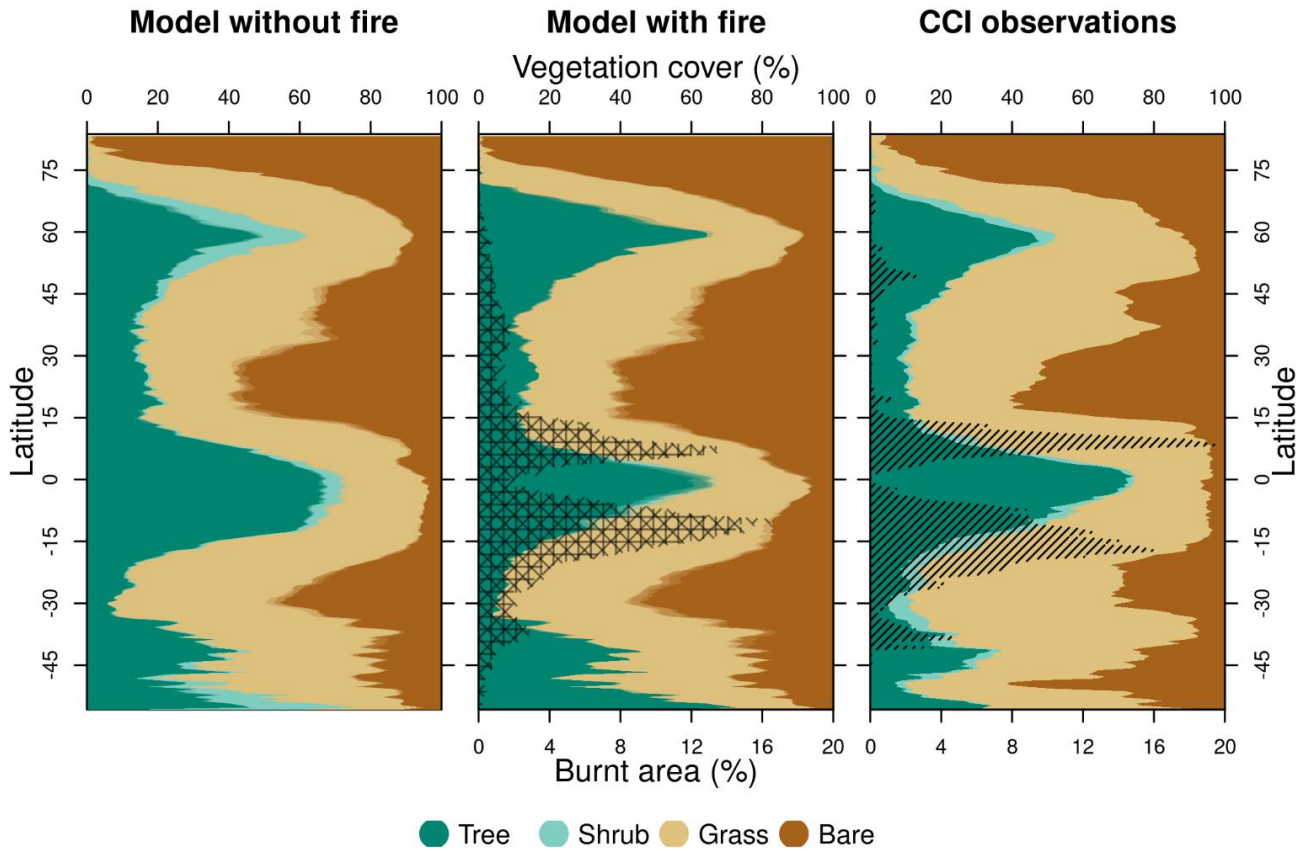 Model without fire
Model with fire
CCI observations
Vegetation cover (%)
0 20 40 60 80 100
0 20 40 60 80 100
0 20 40 60 80 100
Latitude
75
60
45
30
15
0
-15
-30
-45
75
60
45
30
15
0
-15
-30
-45
Latitude
0 4 8 12 16 20
0 4 8 12 16 20
Burnt area (%)
Tree Shrub Grass Bare